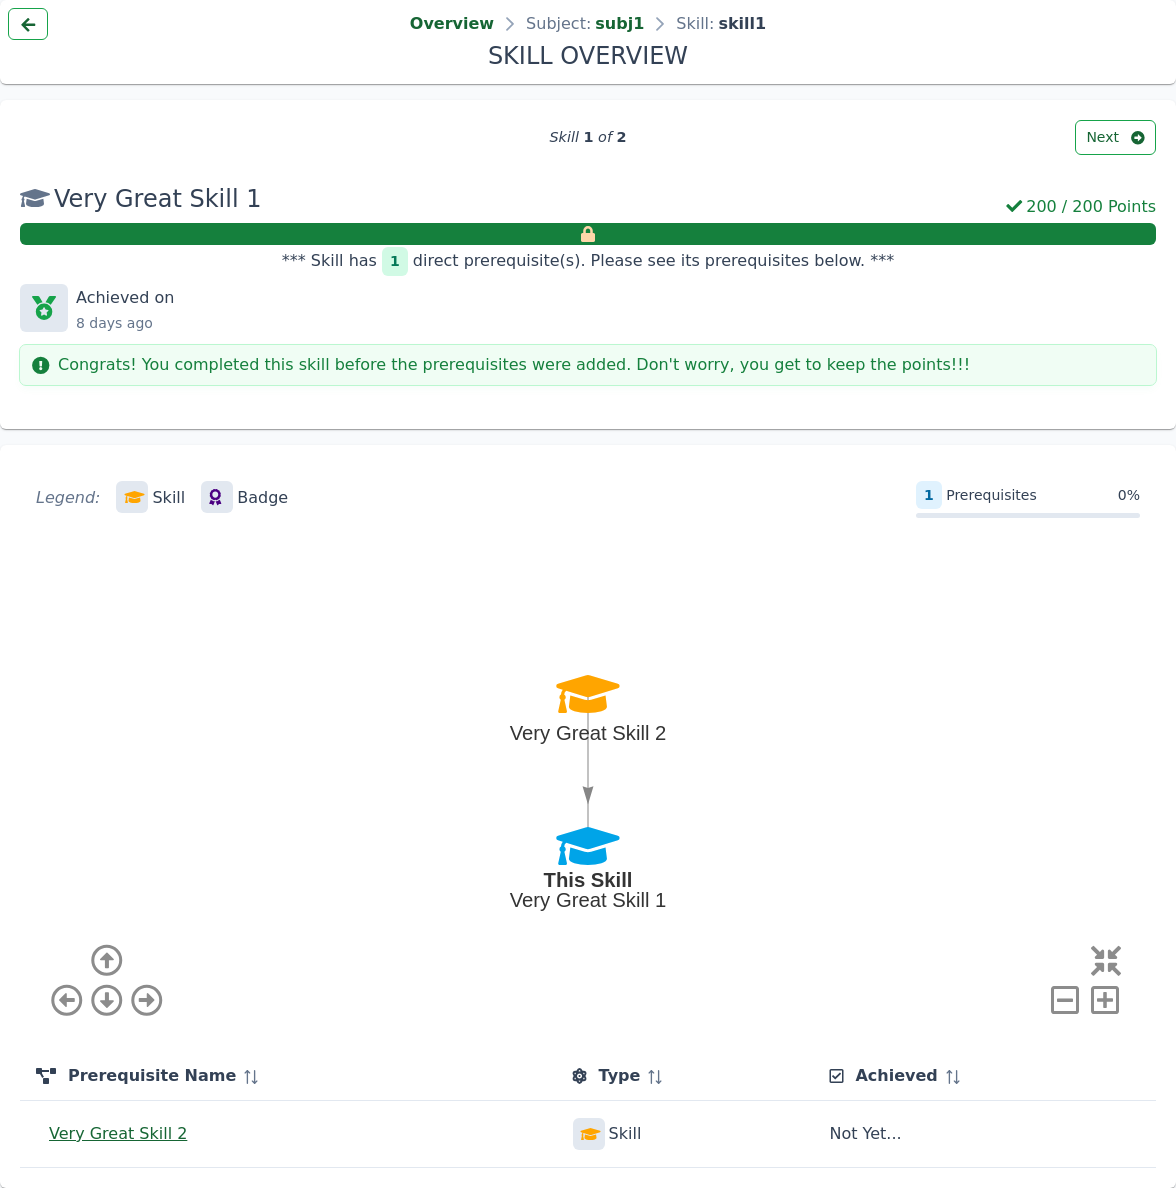 Overview > Subject: subj1 > Skill: skill1
SKILL OVERVIEW
Skill 1 of 2
Next
Very Great Skill 1
200 / 200 Points
*** Skill has 1 direct prerequisite(s). Please see its prerequisites below. ***
Achieved on
8 days ago
Congrats! You completed this skill before the prerequisites were added. Don't worry, you get to keep the points!!!
Legend: Skill Badge
1 Prerequisites 0%
Very Great Skill 2
This Skill
Very Great Skill 1
Prerequisite Name Type Achieved
Very Great Skill 2 Skill Not Yet...